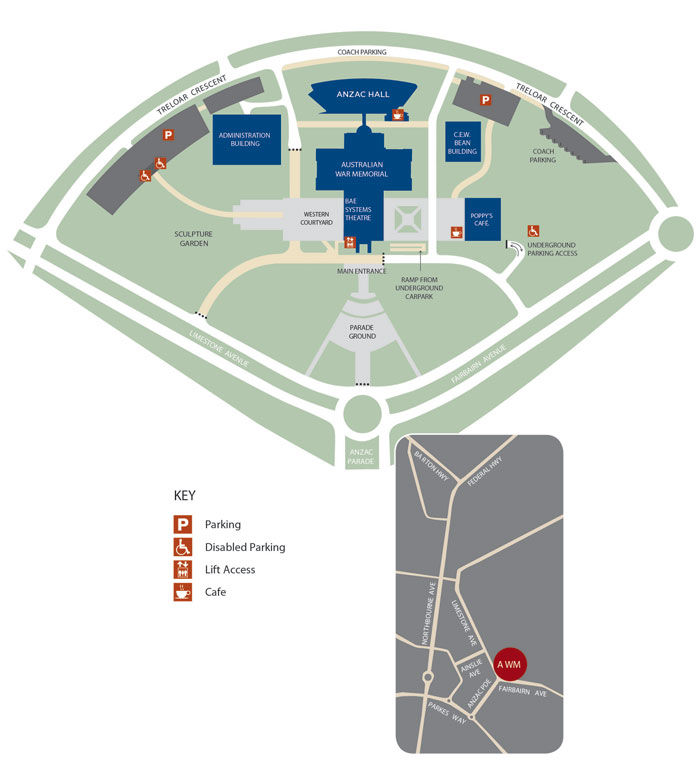 COACH PARKING
TRELOAR CRESCENT
TRELOAR CRESCENT
ANZAC HALL
P
P
ADMINISTRATION
BUILDING
C.E.W.
BEAN
BUILDING
COACH
PARKING
AUSTRALIAN
WAR MEMORIAL
BAE
SYSTEMS
THEATRE
WESTERN
COURTYARD
POPPY'S
CAFÉ.
SCULPTURE
GARDEN
UNDERGROUND
PARKING ACCESS
MAIN ENTRANCE
RAMP FROM
UNDERGROUND
CARPARK
PARADE
GROUND
LIMESTONE AVENUE
FAIRBAIRN AVENUE
ANZAC
PARADE
KEY
P Parking
Disabled Parking
Lift Access
Cafe
BARTON HWY
FEDERAL HWY
NORTHBOURNE AVE
LIMESTONE AVE
AINSLIE
AVE
A WM
ANZAC PDE
FAIRBAIRN AVE
PARKES WAY